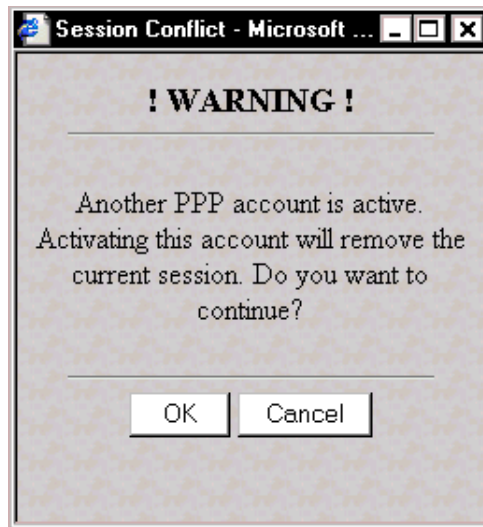 Session Conflict - Microsoft ...
! WARNING !
Another PPP account is active.
Activating this account will remove the
current session. Do you want to
continue?
OK Cancel